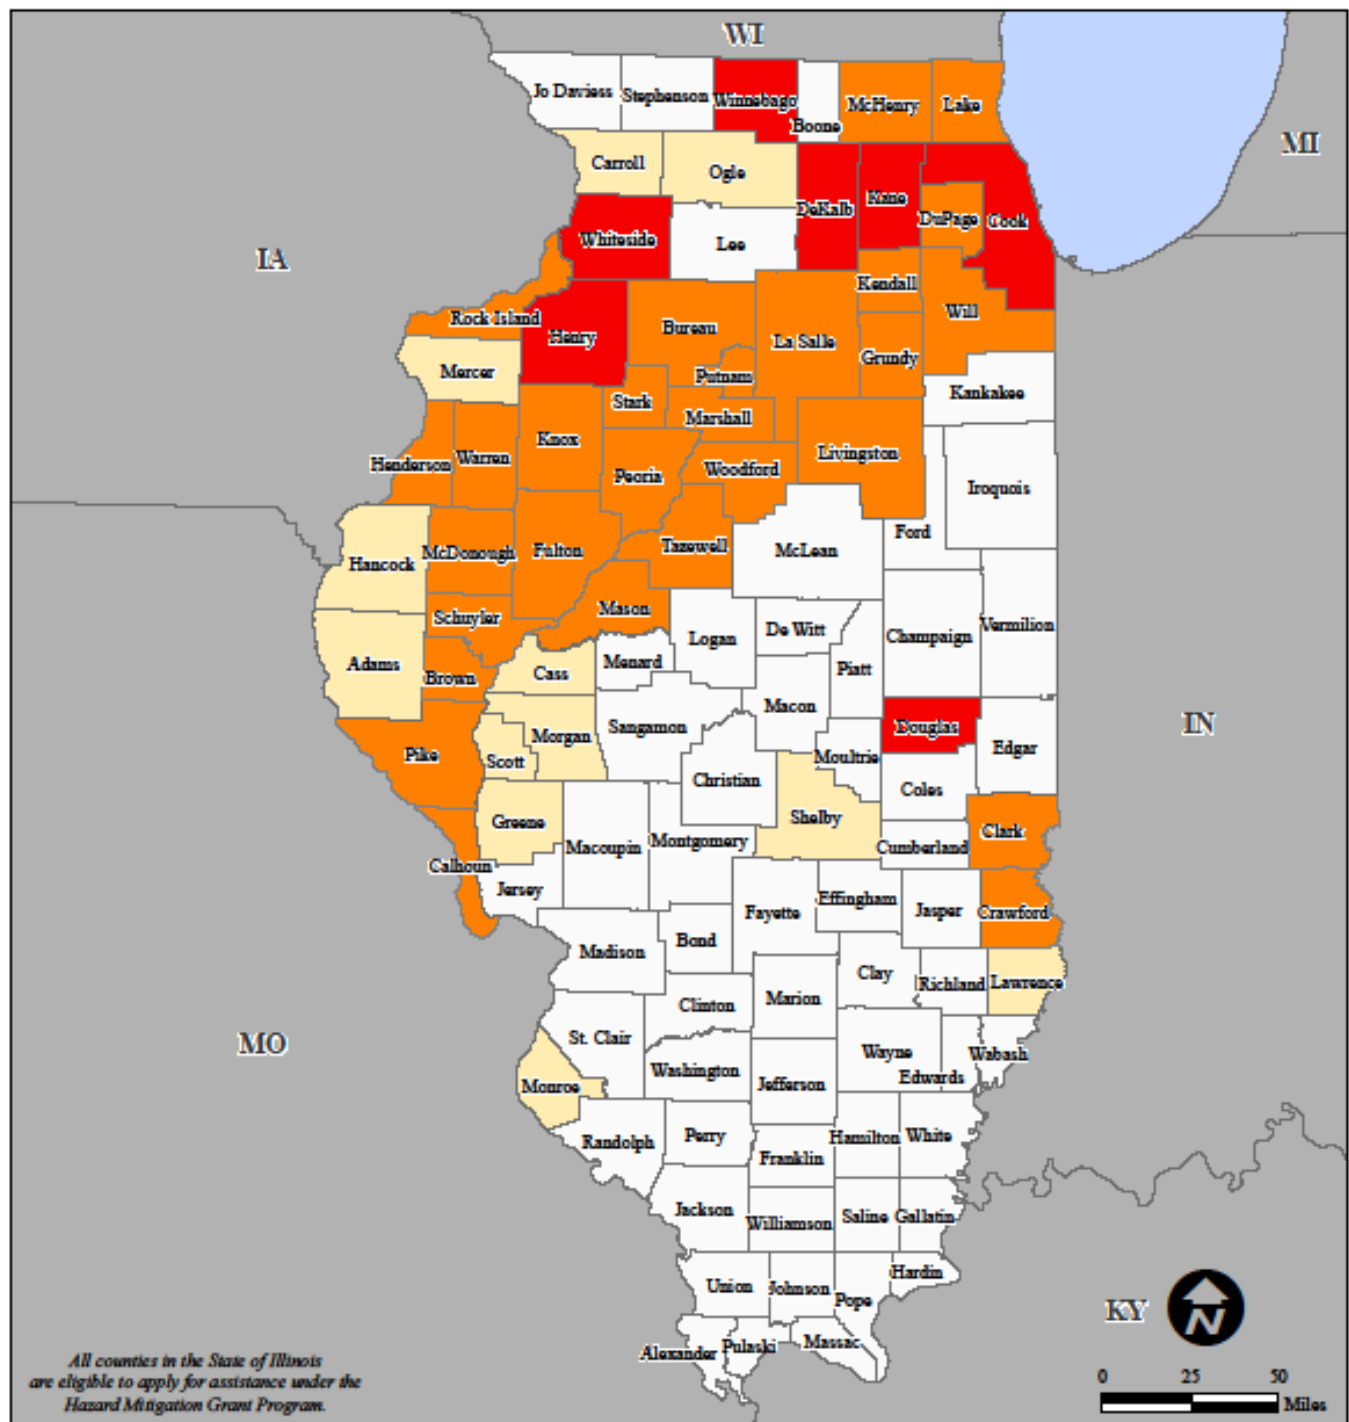 WI
Jo Daviess
Stephenson
Winnebago
Boone
McHenry
Lake
MI
Carroll
Ogle
DeKalb
Kane
DuPage
Cook
IA
Whiteside
Lee
Kendall
Will
Rock Island
Henry
Bureau
La Salle
Putnam
Grundy
Mercer
Stark
Marshall
Kankakee
Henderson
Warren
Knox
Peoria
Woodford
Livingston
Iroquois
Ford
Hancock
McDonough
Fulton
Tazewell
McLean
Schuyler
Mason
Logan
De Witt
Champaign
Vermilion
Adams
Brown
Cass
Menard
Piatt
Macon
Pike
Scott
Morgan
Sangamon
Christian
Moultrie
Douglas
Edgar
IN
Coles
Greene
Macoupin
Montgomery
Shelby
Cumberland
Clark
Calhoun
Jersey
Fayette
Effingham
Jasper
Crawford
Madison
Bond
Clay
Richland
Lawrence
Clinton
Marion
MO
St. Clair
Washington
Jefferson
Wayne
Edwards
Wabash
Monroe
Randolph
Perry
Franklin
Hamilton
White
Jackson
Williamson
Saline
Gallatin
Union
Johnson
Pope
Hardin
KY
N
Alexander
Pulaski
Massac
All counties in the State of Illinois
are eligible to apply for assistance under the
Hazard Mitigation Grant Program.
0 25 50
Miles